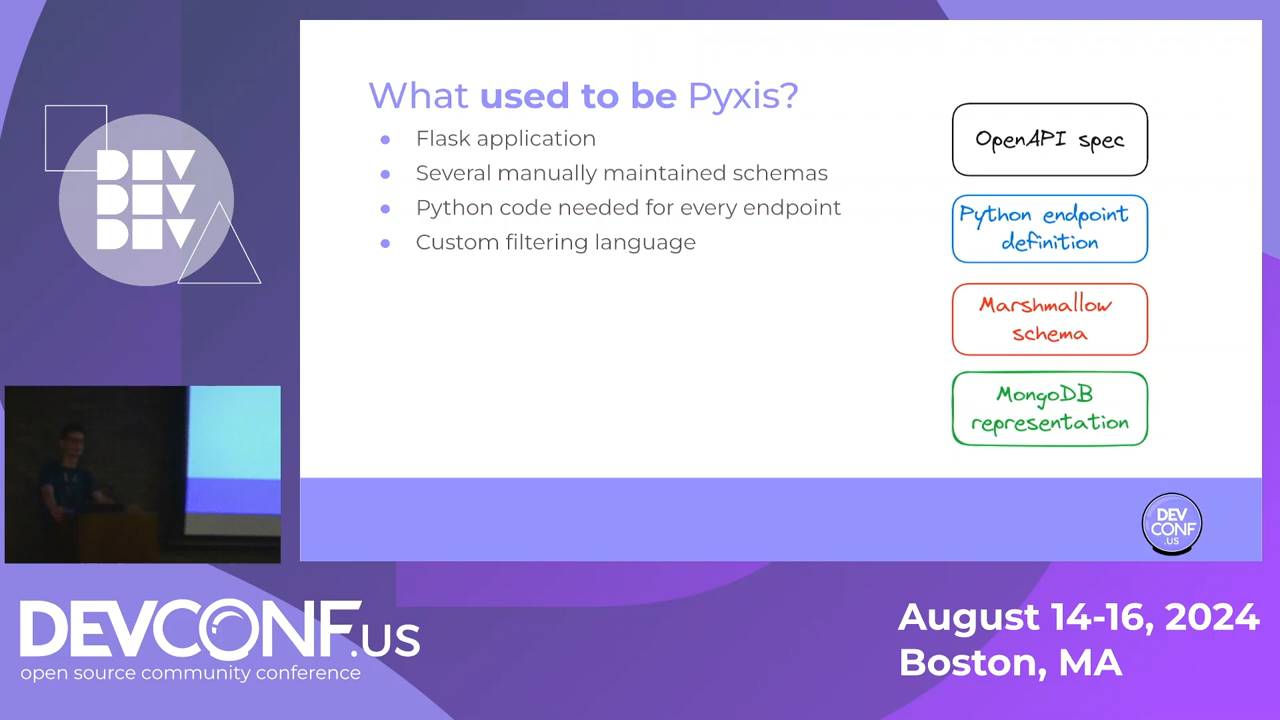 What used to be Pyxis?
● Flask application
● Several manually maintained schemas
● Python code needed for every endpoint
● Custom filtering language
OpenAPI spec
Python endpoint
definition
Marshmallow
schema
MongoDB
representation
DEV
CONF
.US
DEV
DEV
DEV
DEVCONF.US
open source community conference
August 14-16, 2024
Boston, MA